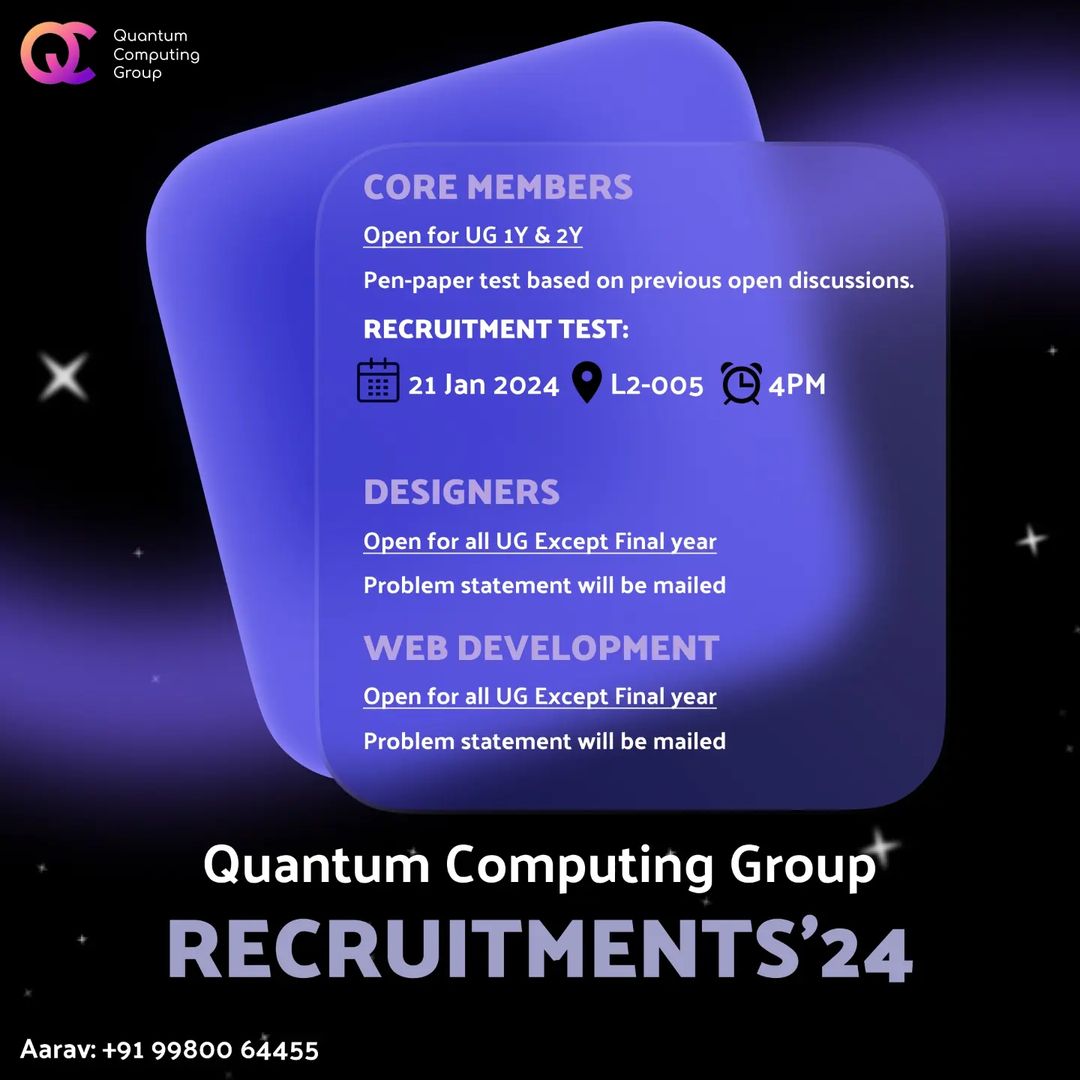 Quantum
Computing
Group
CORE MEMBERS
Open for UG 1Y & 2Y
Pen-paper test based on previous open discussions.
RECRUITMENT TEST:
21 Jan 2024 L2-005 4PM
DESIGNERS
Open for all UG Except Final year
Problem statement will be mailed
WEB DEVELOPMENT
Open for all UG Except Final year
Problem statement will be mailed
Quantum Computing Group
RECRUITMENTS’24
Aarav: +91 99800 64455